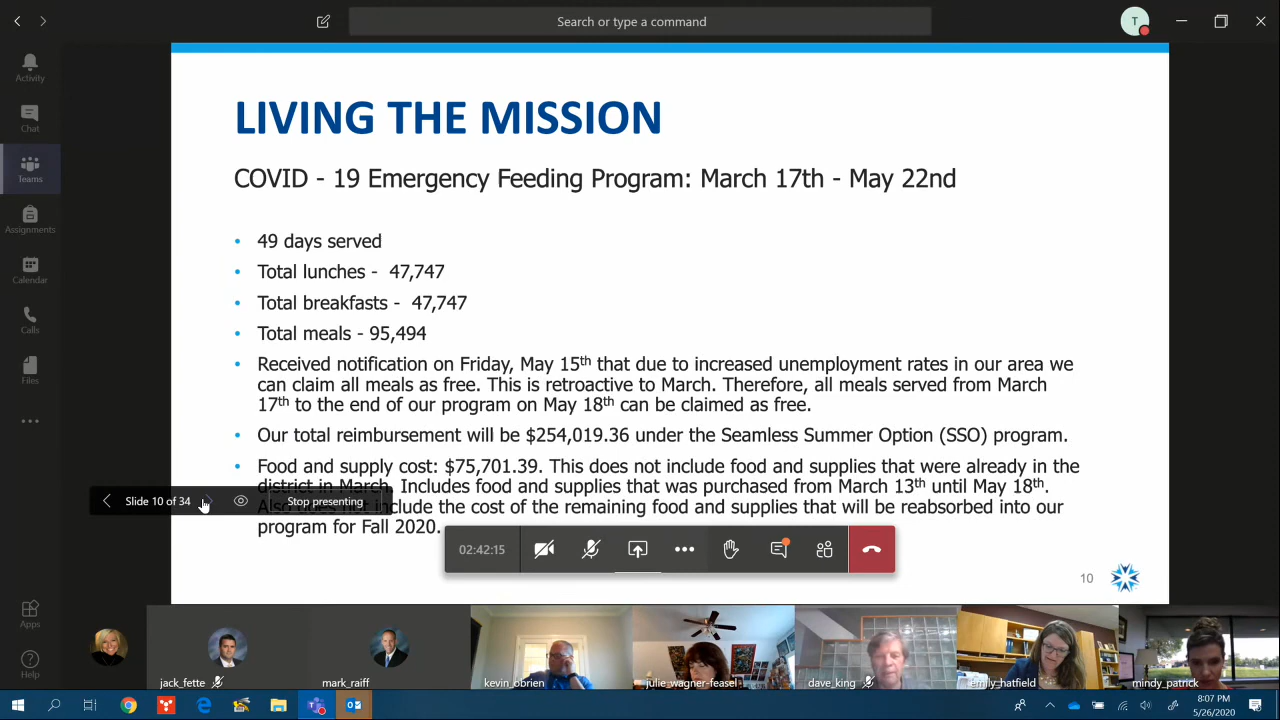 Search or type a command
T
Activity
Chat
Teams
Assignments
Calendar
Calls
Files
Apps
Help
LIVING THE MISSION
COVID - 19 Emergency Feeding Program: March 17th - May 22nd
• 49 days served
• Total lunches - 47,747
• Total breakfasts - 47,747
• Total meals - 95,494
• Received notification on Friday, May 15th that due to increased unemployment rates in our area we
can claim all meals as free. This is retroactive to March. Therefore, all meals served from March
17th to the end of our program on May 18th can be claimed as free.
• Our total reimbursement will be $254,019.36 under the Seamless Summer Option (SSO) program.
• Food and supply cost: $75,701.39. This does not include food and supplies that were already in the
district in March. Includes food and supplies that was purchased from March 13th until May 18th.
Also does not include the cost of the remaining food and supplies that will be reabsorbed into our
program for Fall 2020.
Slide 10 of 34
Stop presenting
02:42:15
10
jack_fette
mark_raiff
kevin_obrien
julie_wagner-feasel
dave_king
emily_hatfield
mindy_patrick
8:07 PM
5/26/2020